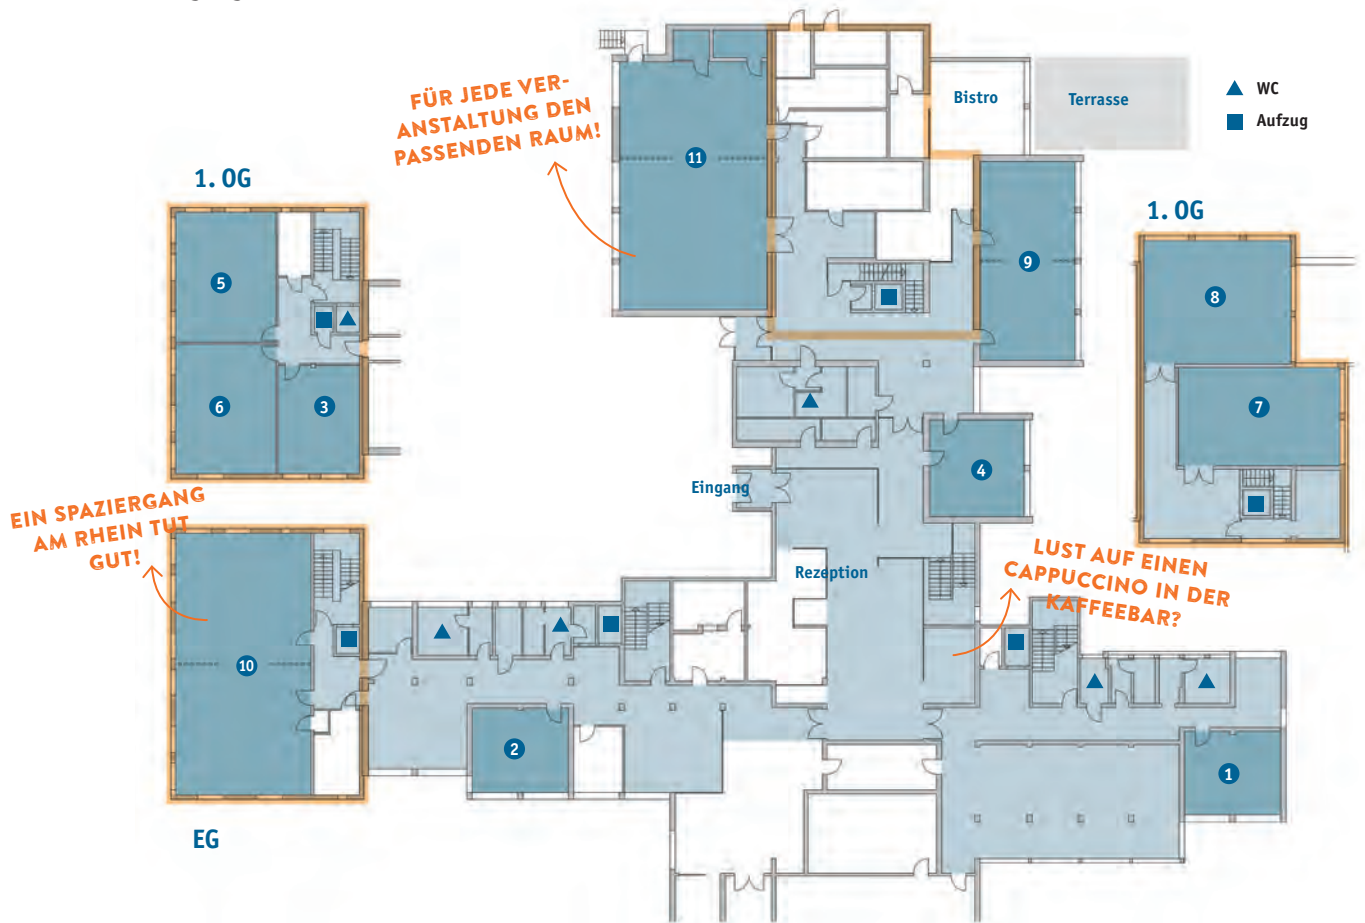 FÜR JEDE VER-
ANSTALTUNG DEN
PASSENDEN RAUM!
Bistro
Terrasse
WC
Aufzug
11
1. OG
1. OG
5
9
8
6
3
7
4
Eingang
EIN SPAZIERGANG
AM RHEIN TUT
GUT!
Rezeption
LUST AUF EINEN
CAPPUCCINO IN DER
KAFFEEBAR?
10
2
1
EG